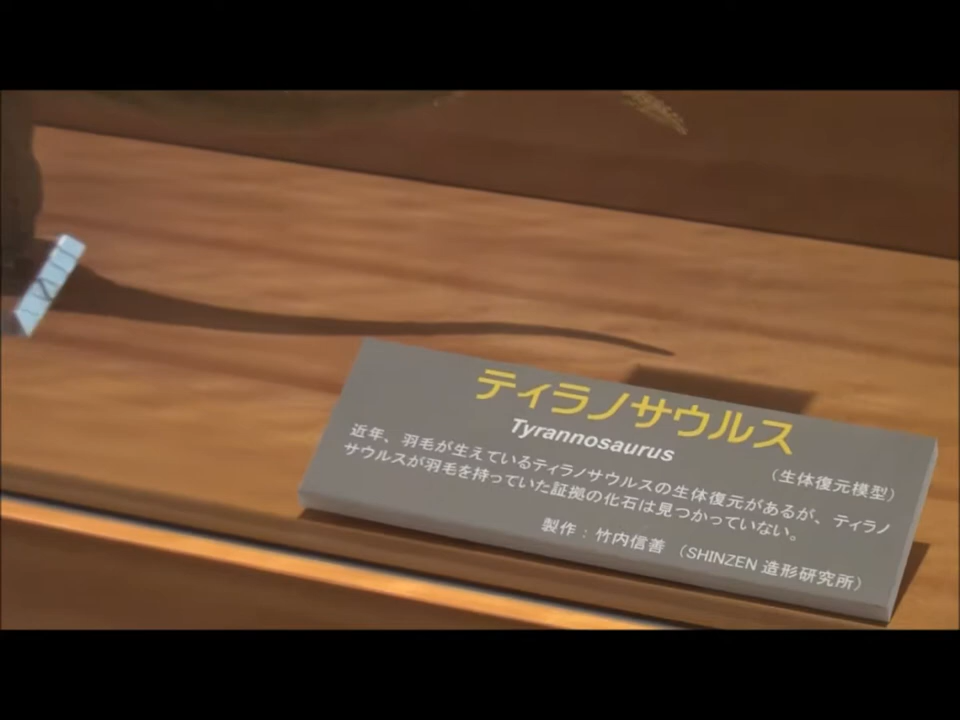 ティラノサウルス
Tyrannosaurus
（生体復元模型）
近年、羽毛が生えているティラノサウルスの生体復元があるが、ティラノ
サウルスが羽毛を持っていた証拠の化石は見つかっていない。
製作：竹内信善 （SHINZEN 造形研究所）